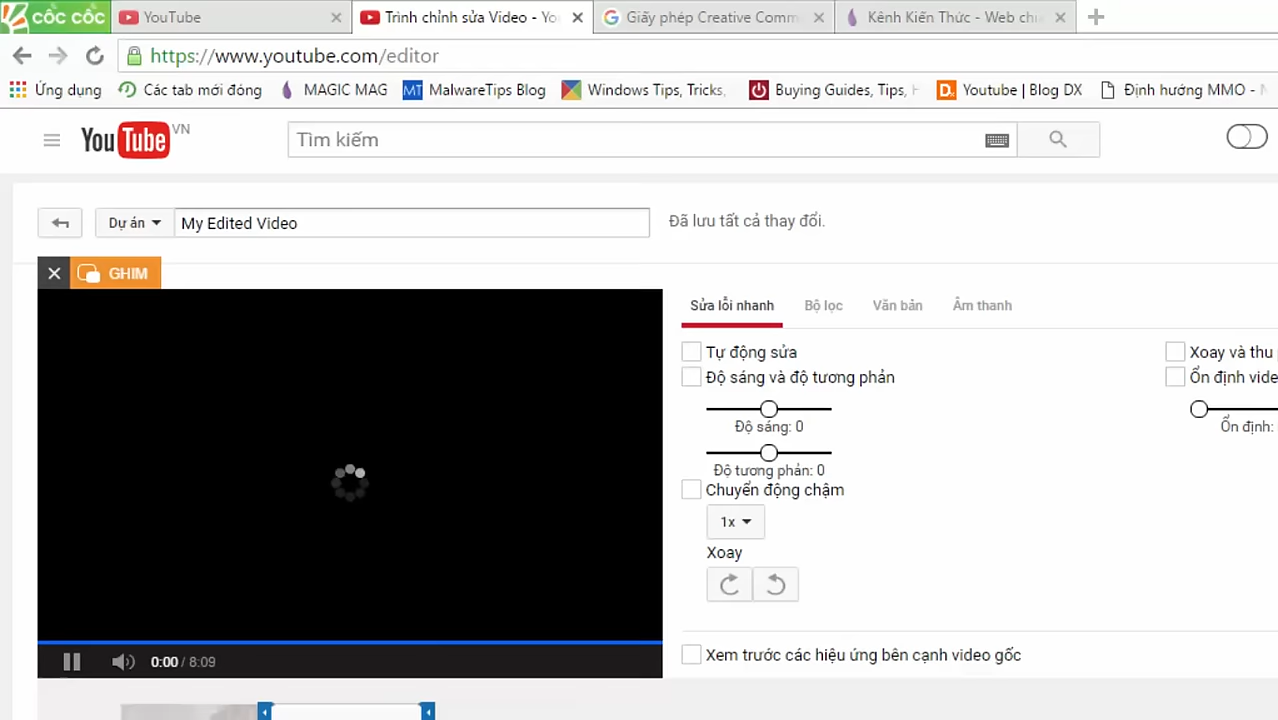 cốc cốc
YouTube
Trình chỉnh sửa Video - Yo
Giấy phép Creative Comm
Kênh Kiến Thức - Web chi
https://www.youtube.com/editor
Ứng dụng
Các tab mới đóng
MAGIC MAG
MT MalwareTips Blog
Windows Tips, Tricks,
Buying Guides, Tips, H
Youtube | Blog DX
Định hướng MMO -
YouTube VN
Tìm kiếm
Dự án
My Edited Video
Đã lưu tất cả thay đổi.
GHIM
Sửa lỗi nhanh
Bộ lọc
Văn bản
Âm thanh
Tự động sửa
Xoay và thu
Độ sáng và độ tương phản
Ổn định vide
Độ sáng: 0
Ổn định:
Độ tương phản: 0
Chuyển động chậm
1x
Xoay
Xem trước các hiệu ứng bên cạnh video gốc
0:00 / 8:09